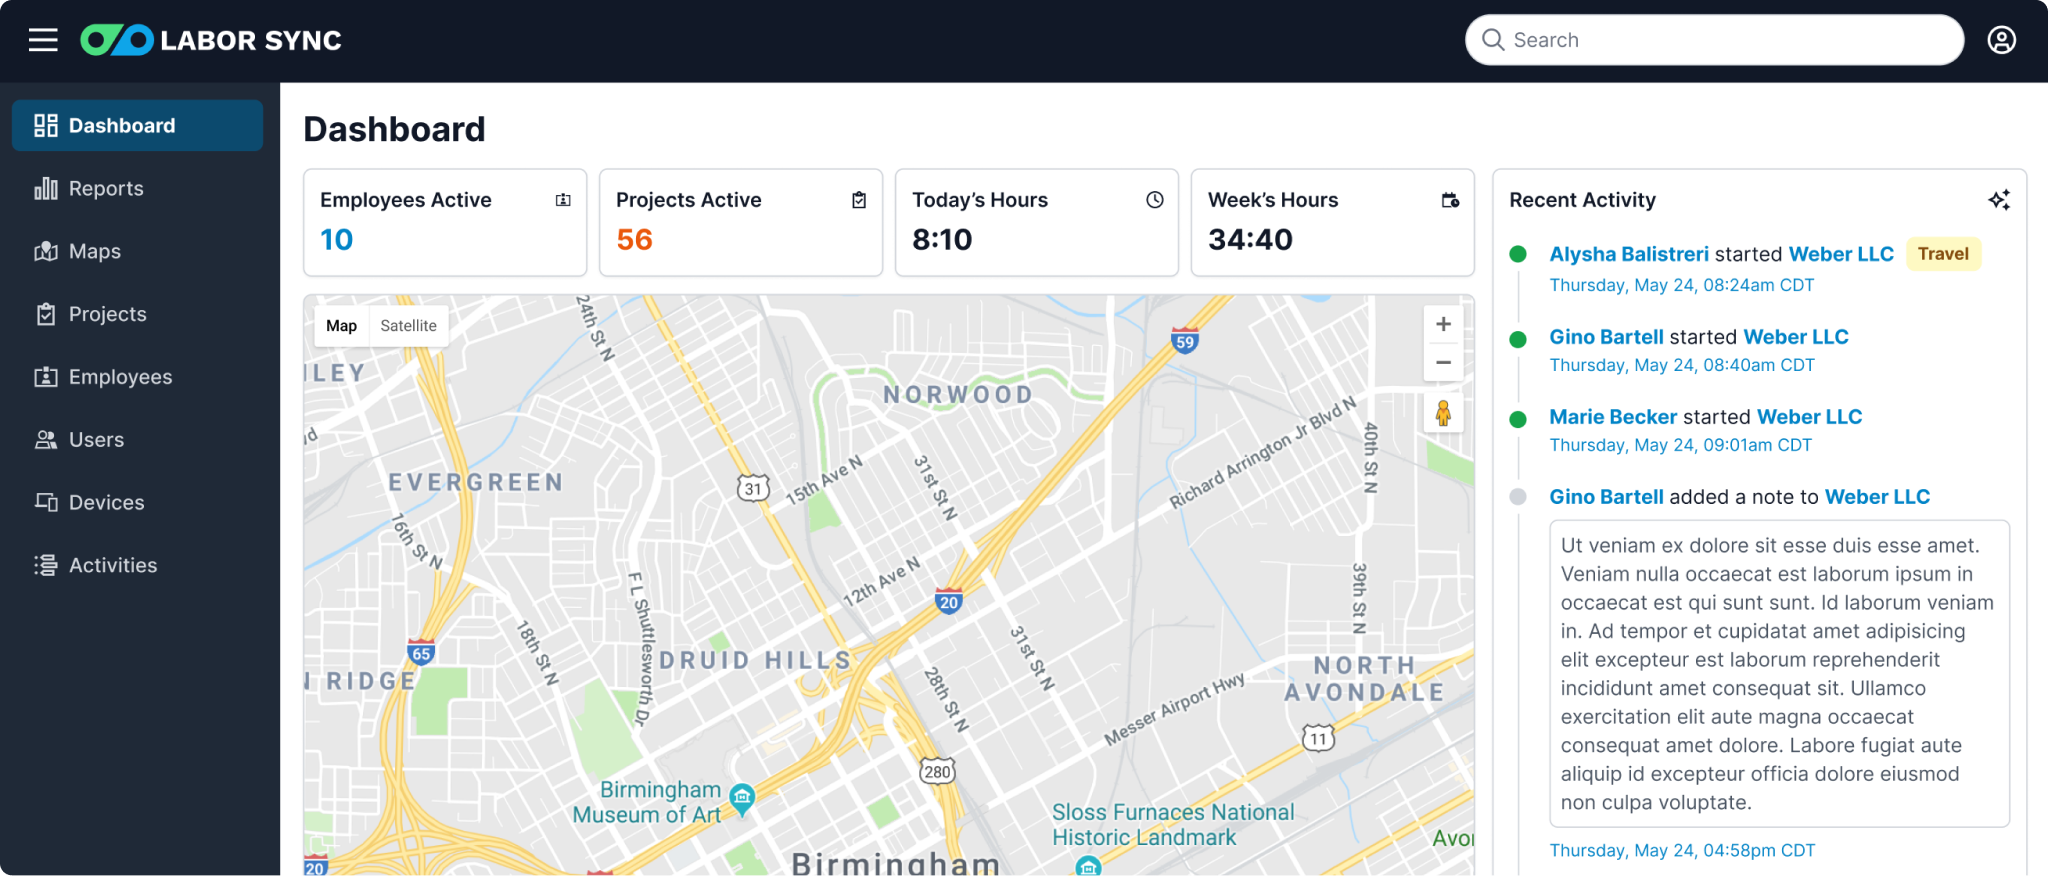 LABOR SYNC
Search
Dashboard
Reports
Maps
Projects
Employees
Users
Devices
Activities
Dashboard
Employees Active
10
Projects Active
56
Today’s Hours
8:10
Week’s Hours
34:40
Map
Satellite
24th St N
59
NORWOOD
EVERGREEN
31
15th Ave N
31st St N
Richard Arrington Jr Blvd N
40th St N
16th St N
F L Shuttlesworth Dr
12th Ave N
20
39th St N
65
18th St N
DRUID HILLS
31st St N
28th St N
RIDGE
NORTH
AVONDALE
Messer Airport Hwy
11
280
Birmingham
Museum of Art
Sloss Furnaces National
Historic Landmark
Birmingham
20
Recent Activity
Alysha Balistreri started Weber LLC Travel
Thursday, May 24, 08:24am CDT
Gino Bartell started Weber LLC
Thursday, May 24, 08:40am CDT
Marie Becker started Weber LLC
Thursday, May 24, 09:01am CDT
Gino Bartell added a note to Weber LLC
Ut veniam ex dolore sit esse duis esse amet.
Veniam nulla occaecat est laborum ipsum in
occaecat est qui sunt sunt. Id laborum veniam
in. Ad tempor et cupidatat amet adipisicing
elit excepteur est laborum reprehenderit
incididunt amet consequat sit. Ullamco
exercitation elit aute magna occaecat
consequat amet dolore. Labore fugiat aute
aliquip id excepteur officia dolore eiusmod
non culpa voluptate.
Thursday, May 24, 04:58pm CDT